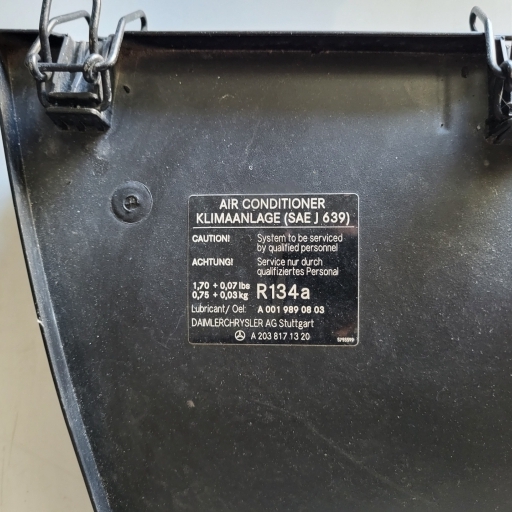 AIR CONDITIONER
KLIMAANLAGE (SAE J 639)
CAUTION! System to be serviced
by qualified personnel
ACHTUNG! Service nur durch
qualifiziertes Personal
1,70 + 0,07 lbs
0,75 + 0,03 kg R134a
Lubricant/ Oel: A 001 989 08 03
DAIMLERCHRYSLER AG Stuttgart
A 203 817 13 20